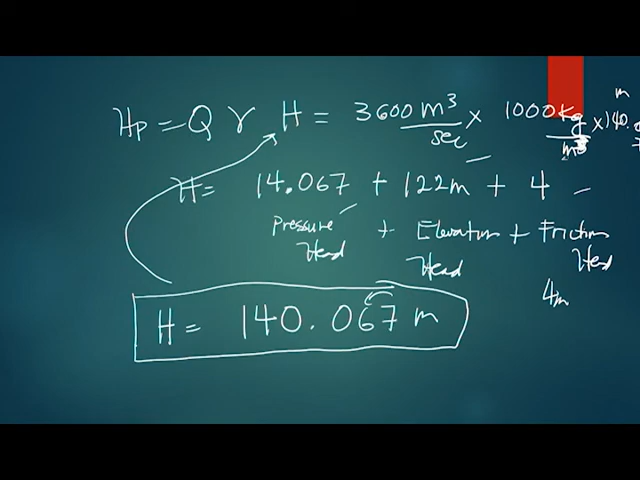 Hp = Q γ H = 3600 m³/sec × 1000 Kg/m³ × 140.0 m
H = 14.067 + 122m + 4
Pressure Head + Elevation Head + Friction Head
4m
H = 140.067 m